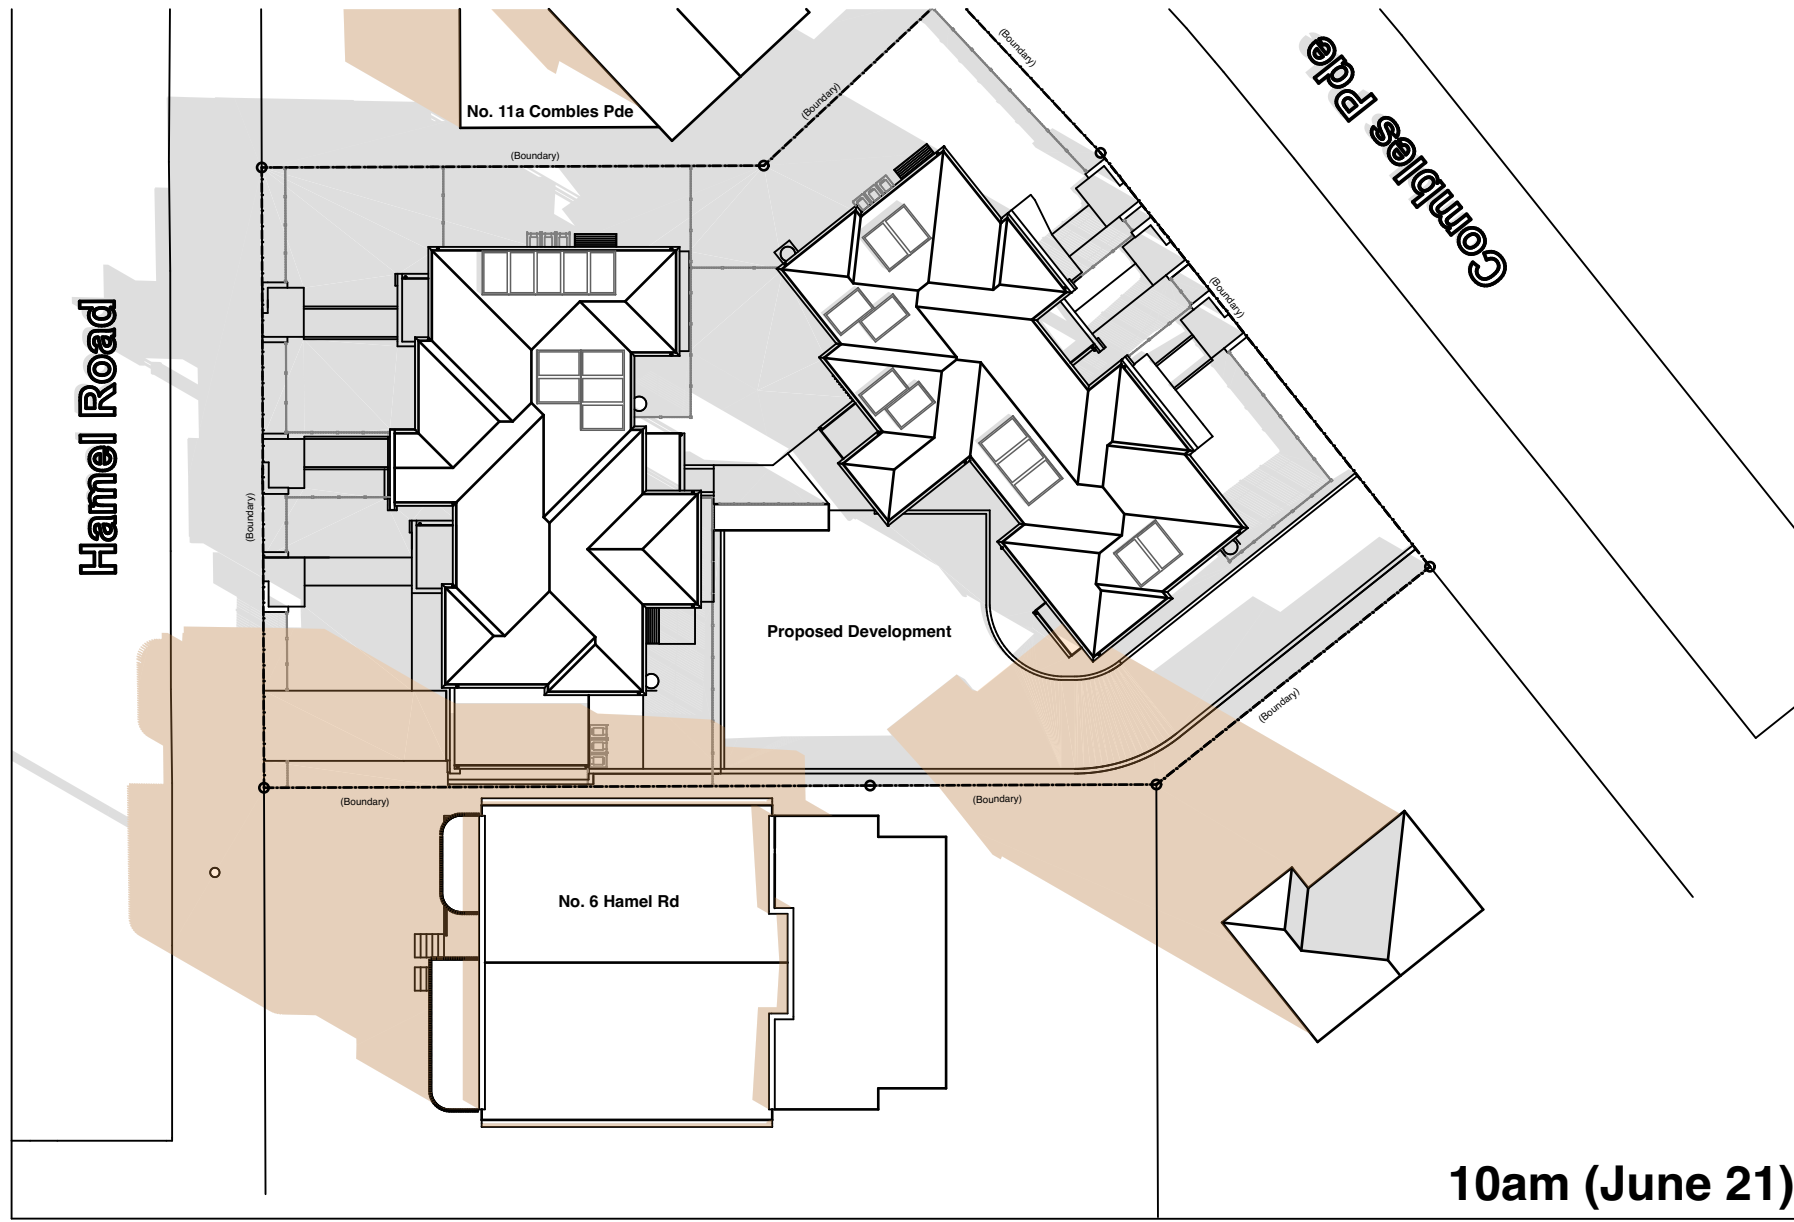 (Boundary)
Combles Pde
(Boundary)
No. 11a Combles Pde
(Boundary)
(Boundary)
Hamel Road
(Boundary)
Proposed Development
(Boundary)
(Boundary)
(Boundary)
No. 6 Hamel Rd
10am (June 21)